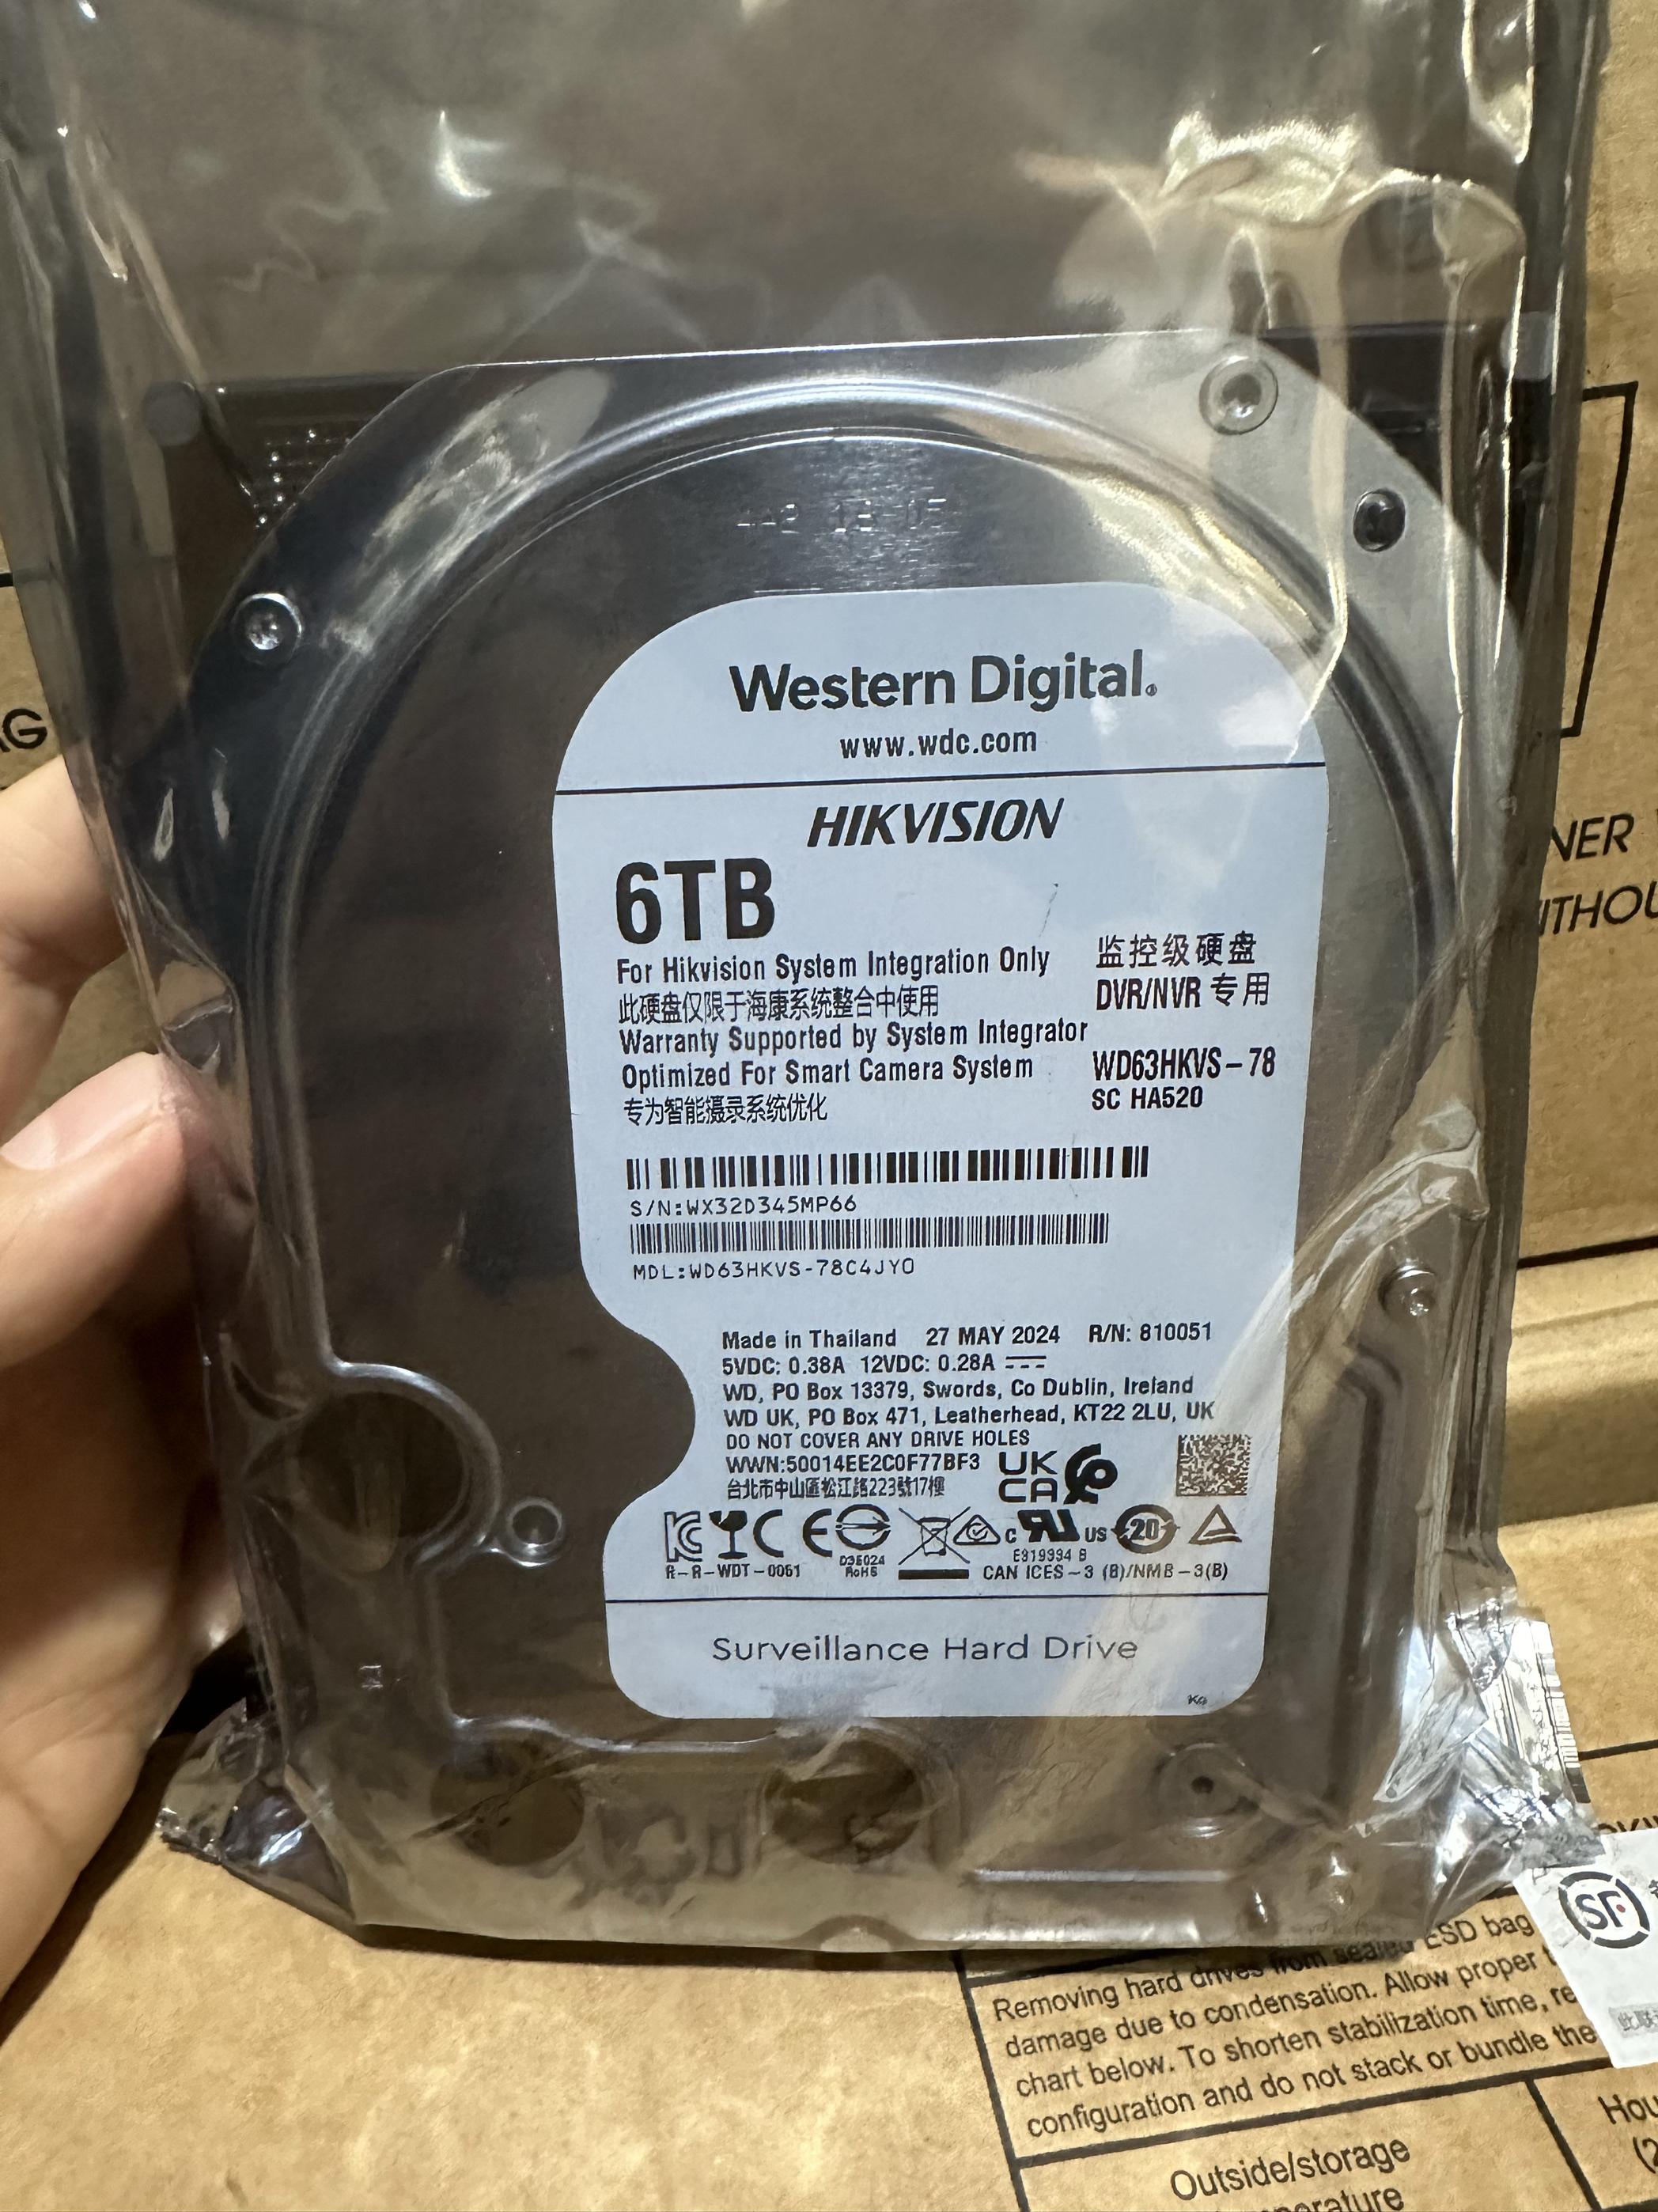 Western Digital.
www.wdc.com
HIKVISION
6TB
For Hikvision System Integration Only
此硬盘仅限于海康系统整合中使用
Warranty Supported by System Integrator
Optimized For Smart Camera System
专为智能摄录系统优化
监控级硬盘
DVR/NVR 专用
WD63HKVS-78
SC HA520
S/N:WX32D345MP66
MDL:WD63HKVS-78C4JY0
Made in Thailand 27 MAY 2024 R/N: 810051
5VDC: 0.38A 12VDC: 0.28A
WD, PO Box 13379, Swords, Co Dublin, Ireland
WD UK, PO Box 471, Leatherhead, KT22 2LU, UK
DO NOT COVER ANY DRIVE HOLES
WWN:50014EE2C0F77BF3
UK
CA
台北市中山區松江路223號17樓
C US 20
R-R-WDT-0051
D35024
RoHS
E319334 B
CAN ICES-3 (B)/NMB-3(B)
Surveillance Hard Drive
SF
Removing hard drives from sealed ESD bag
damage due to condensation. Allow proper
chart below. To shorten stabilization time,
configuration and do not stack or bundle the
Outside/storage